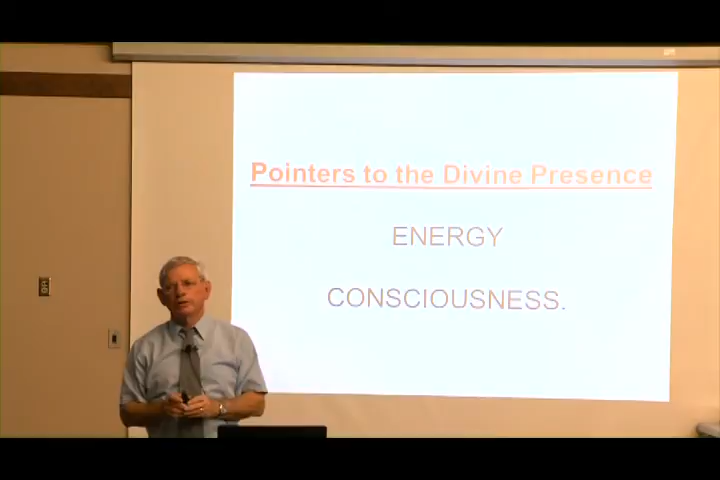 Pointers to the Divine Presence
ENERGY
CONSCIOUSNESS.